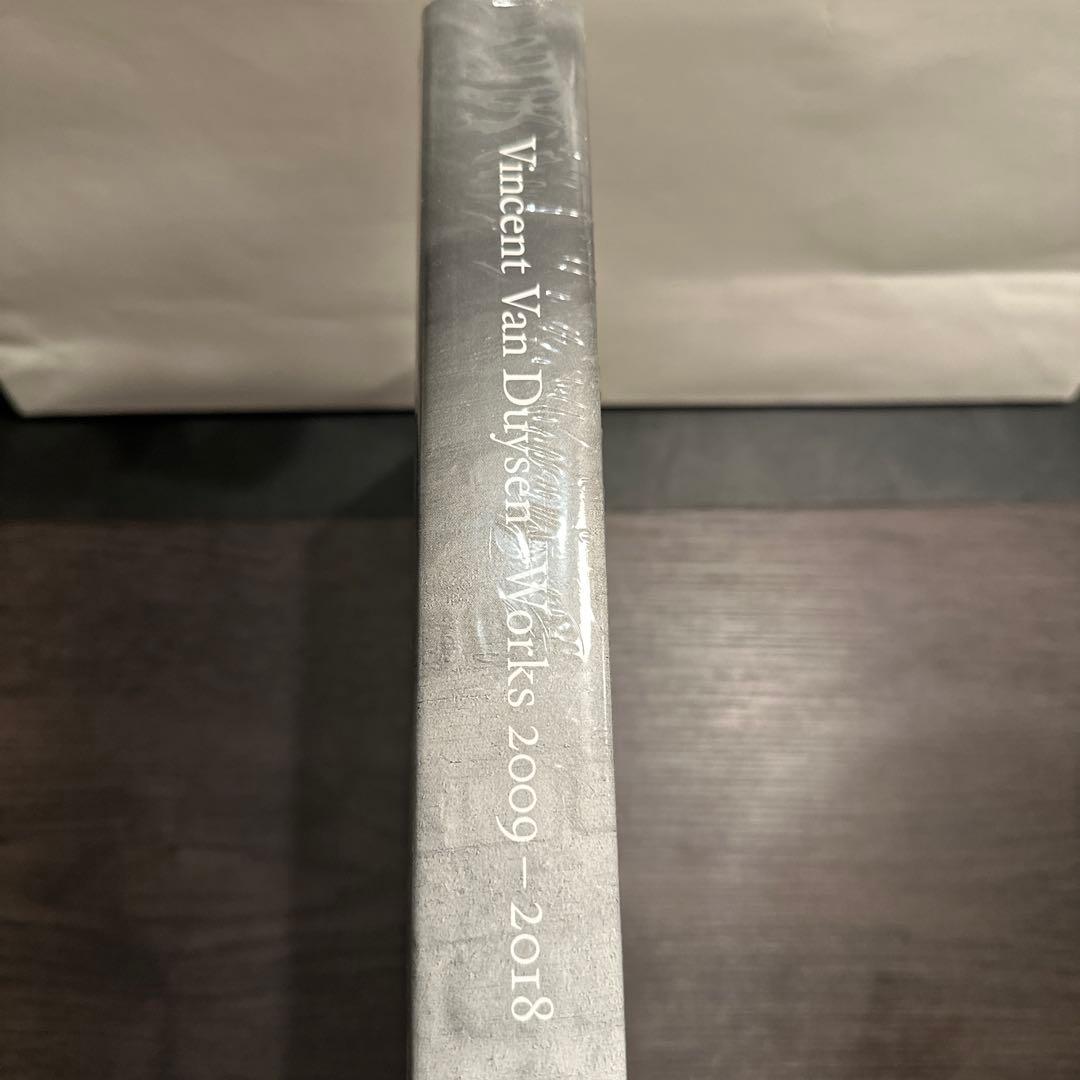 Vincent Van Duysen Works 2009 – 2018